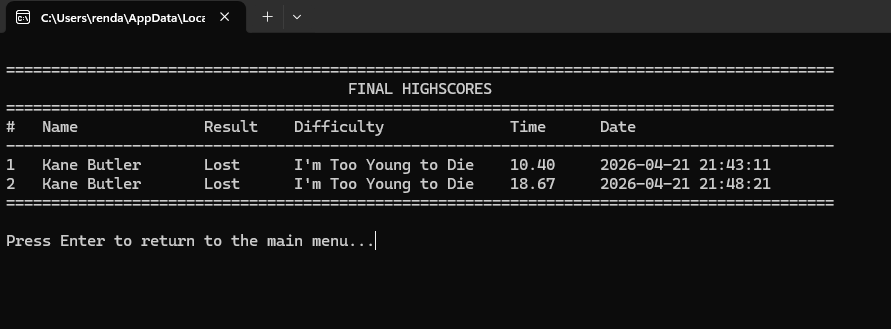 C:\Users\renda\AppData\Loca
============================================================================================
FINAL HIGHSCORES
============================================================================================
# Name Result Difficulty Time Date
--------------------------------------------------------------------------------------------
1 Kane Butler Lost I'm Too Young to Die 10.40 2026-04-21 21:43:11
2 Kane Butler Lost I'm Too Young to Die 18.67 2026-04-21 21:48:21
============================================================================================
Press Enter to return to the main menu...